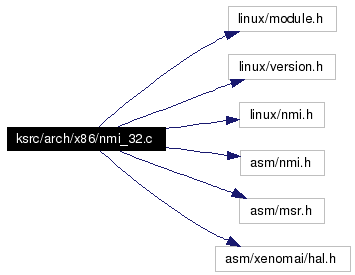 linux/module.h
linux/version.h
linux/nmi.h
ksrc/arch/x86/nmi_32.c
asm/nmi.h
asm/msr.h
asm/xenomai/hal.h